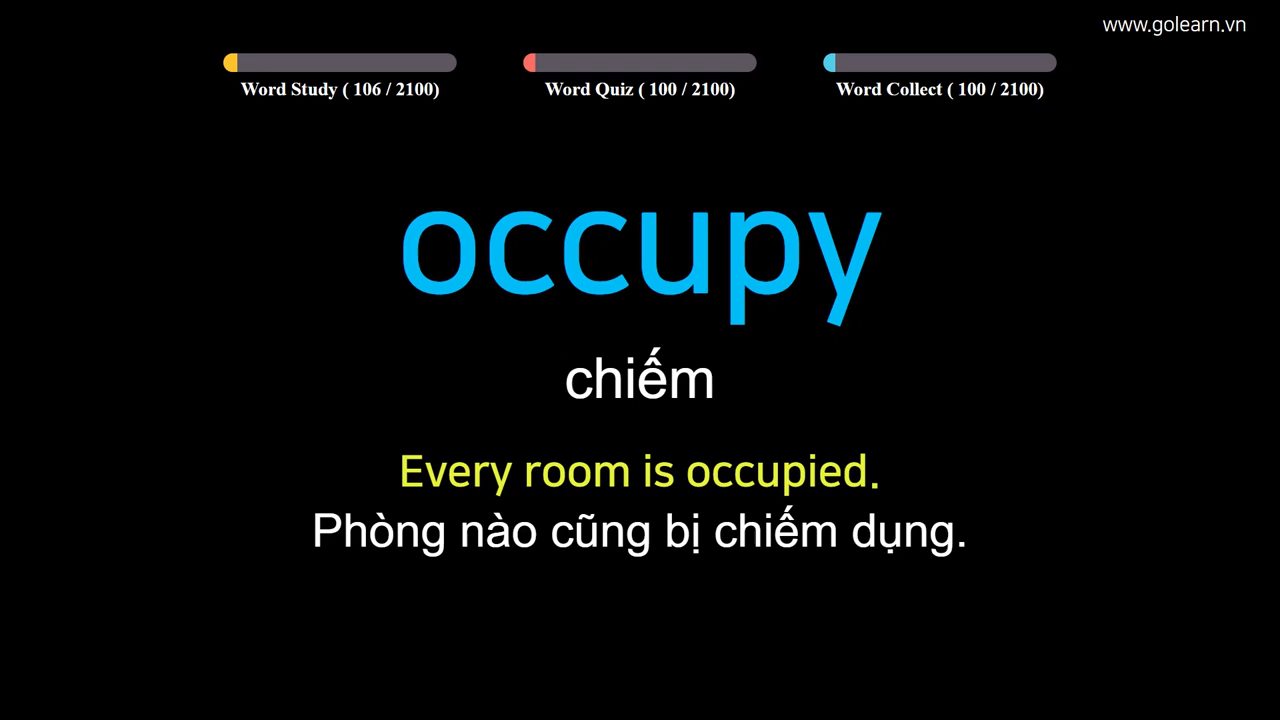 www.golearn.vn
Word Study ( 106 / 2100)
Word Quiz ( 100 / 2100)
Word Collect ( 100 / 2100)
occupy
chiếm
Every room is occupied.
Phòng nào cũng bị chiếm dụng.